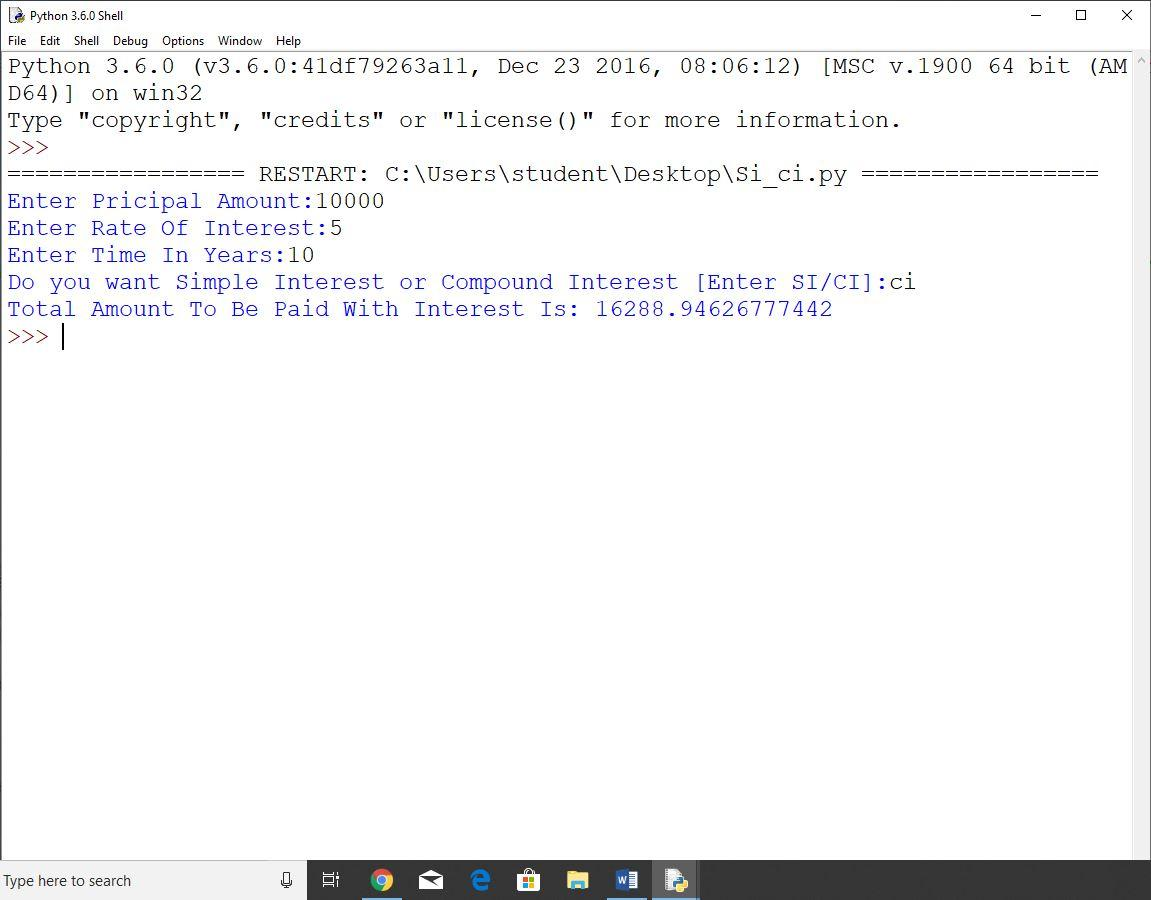 Python 3.6.0 Shell
File Edit Shell Debug Options Window Help
Python 3.6.0 (v3.6.0:41df79263a11, Dec 23 2016, 08:06:12) [MSC v.1900 64 bit (AM
D64)] on win32
Type "copyright", "credits" or "license()" for more information.
>>>
================= RESTART: C:\Users\student\Desktop\Si_ci.py =================
Enter Pricipal Amount:10000
Enter Rate Of Interest:5
Enter Time In Years:10
Do you want Simple Interest or Compound Interest [Enter SI/CI]:ci
Total Amount To Be Paid With Interest Is: 16288.94626777442
>>>
Type here to search